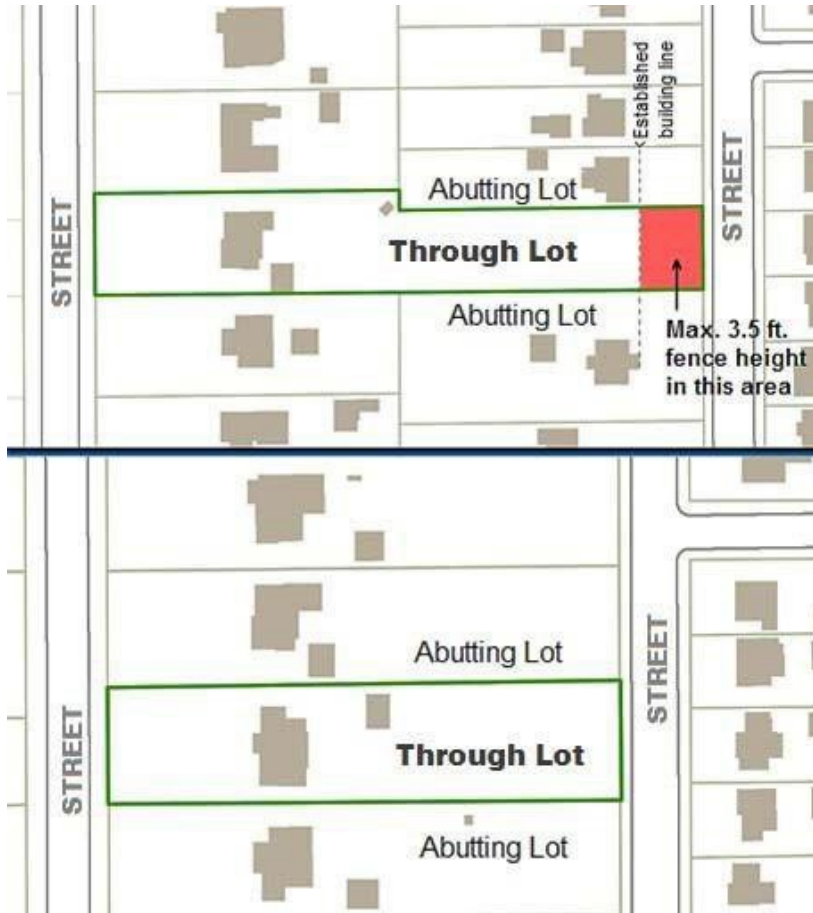 Established
building line
STREET
STREET
Abutting Lot
Through Lot
Abutting Lot
Max. 3.5 ft.
fence height
in this area
STREET
STREET
Abutting Lot
Through Lot
Abutting Lot